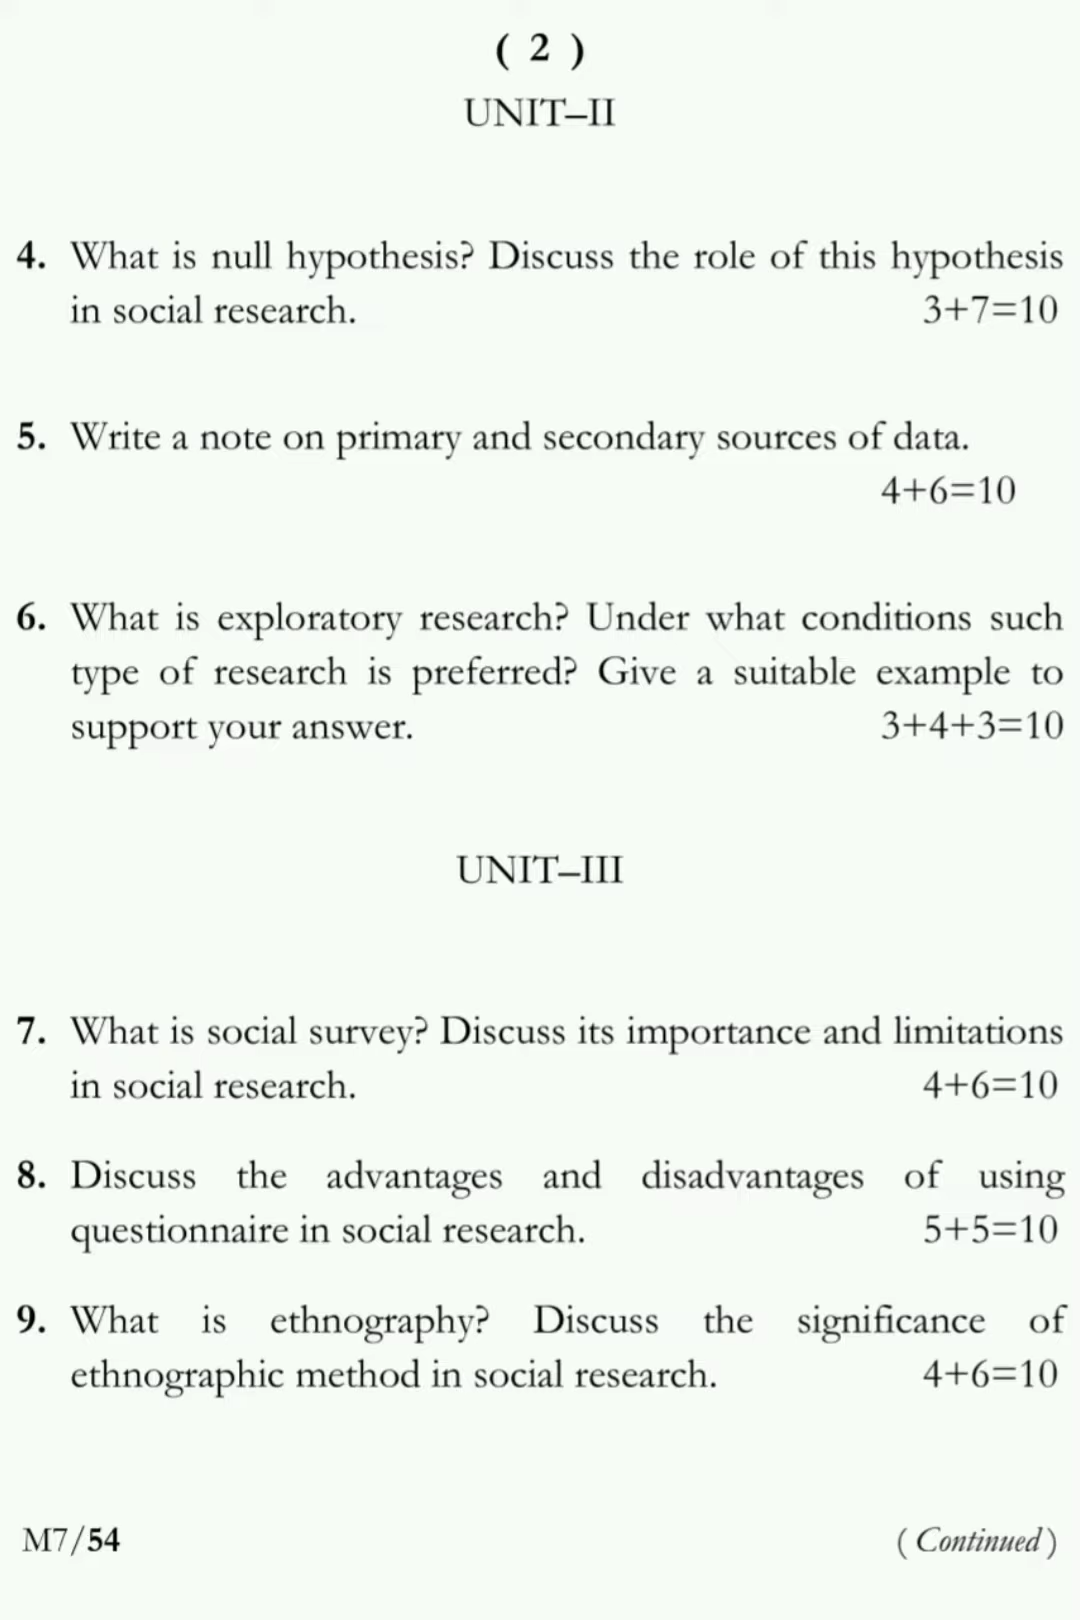 ( 2 )
UNIT–II
4. What is null hypothesis? Discuss the role of this hypothesis
in social research. 3+7=10
5. Write a note on primary and secondary sources of data.
4+6=10
6. What is exploratory research? Under what conditions such
type of research is preferred? Give a suitable example to
support your answer. 3+4+3=10
UNIT–III
7. What is social survey? Discuss its importance and limitations
in social research. 4+6=10
8. Discuss the advantages and disadvantages of using
questionnaire in social research. 5+5=10
9. What is ethnography? Discuss the significance of
ethnographic method in social research. 4+6=10
M7/54 ( Continued )